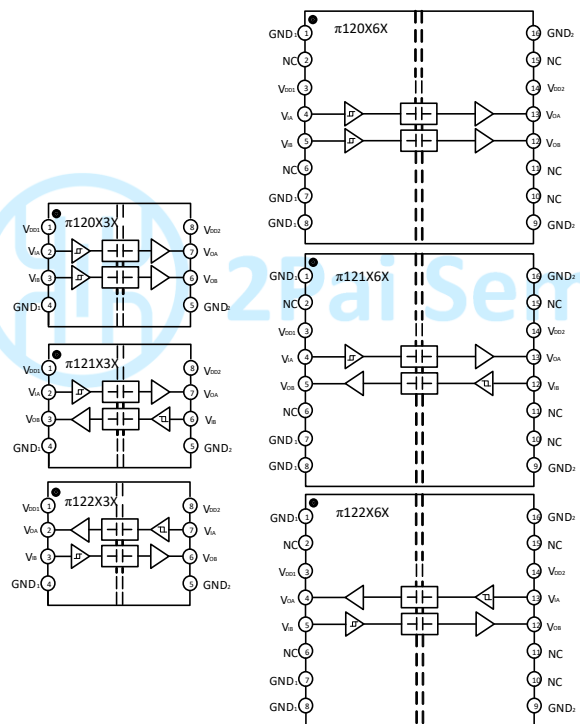 π120X3X
VDD1 1 8 VDD2
VIA 2 7 VOA
VIB 3 6 VOB
GND1 4 5 GND2
π121X3X
VDD1 1 8 VDD2
VIA 2 7 VOA
VOB 3 6 VIB
GND1 4 5 GND2
π122X3X
VDD1 1 8 VDD2
VOA 2 7 VIA
VIB 3 6 VOB
GND1 4 5 GND2
π120X6X
GND1 1 16 GND2
NC 2 15 NC
VDD1 3 14 VDD2
VIA 4 13 VOA
VIB 5 12 VOB
NC 6 11 NC
GND1 7 10 NC
GND1 8 9 GND2
π121X6X
GND1 1 16 GND2
NC 2 15 NC
VDD1 3 14 VDD2
VIA 4 13 VOA
VOB 5 12 VIB
NC 6 11 NC
GND1 7 10 NC
GND1 8 9 GND2
π122X6X
GND1 1 16 GND2
NC 2 15 NC
VDD1 3 14 VDD2
VOA 4 13 VIA
VIB 5 12 VOB
NC 6 11 NC
GND1 7 10 NC
GND1 8 9 GND2
2Pai Sem